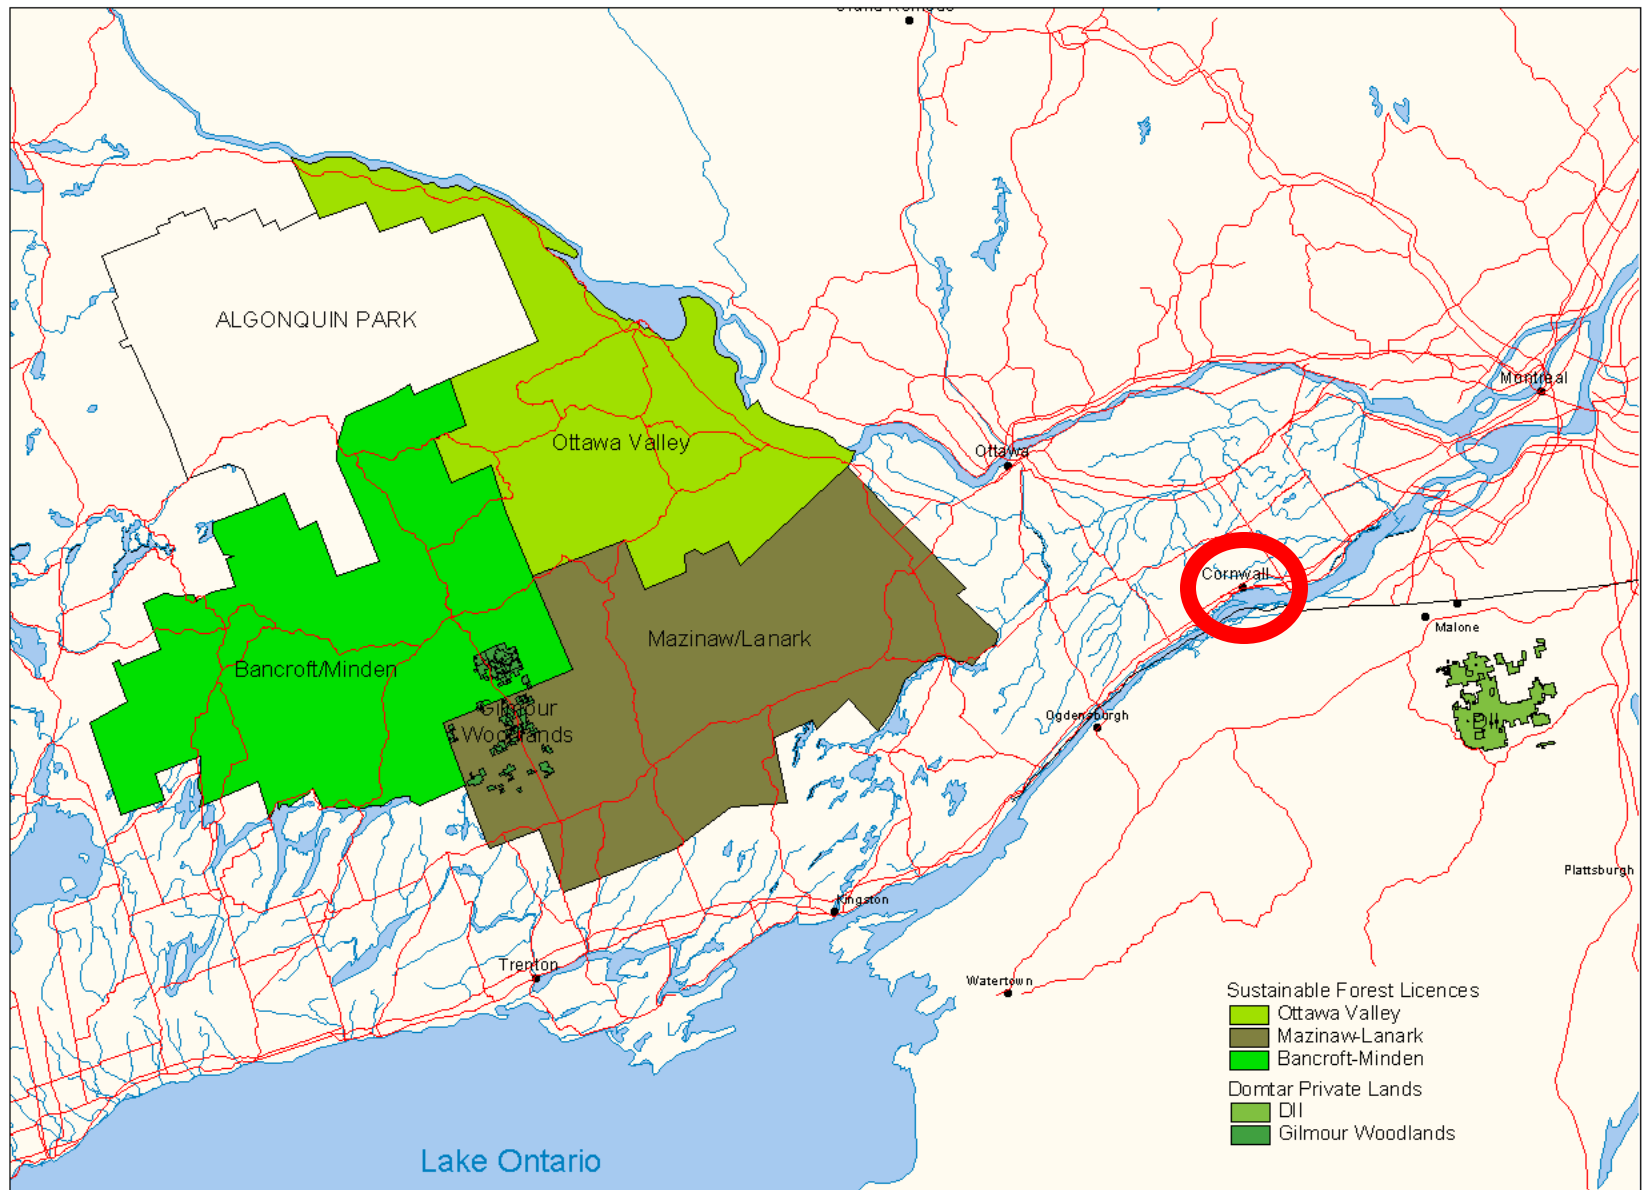 ALGONQUIN PARK
Montreal
Ottawa Valley
Ottawa
Cornwall
Malone
Mazinaw/Lanark
Bancroft/Minden
Gilmour
Woodlands
Ogdensburgh
DII
Plattsburgh
Kingston
Trenton
Watertown
Sustainable Forest Licences
Ottawa Valley
Mazinaw-Lanark
Bancroft-Minden
Domtar Private Lands
DII
Gilmour Woodlands
Lake Ontario